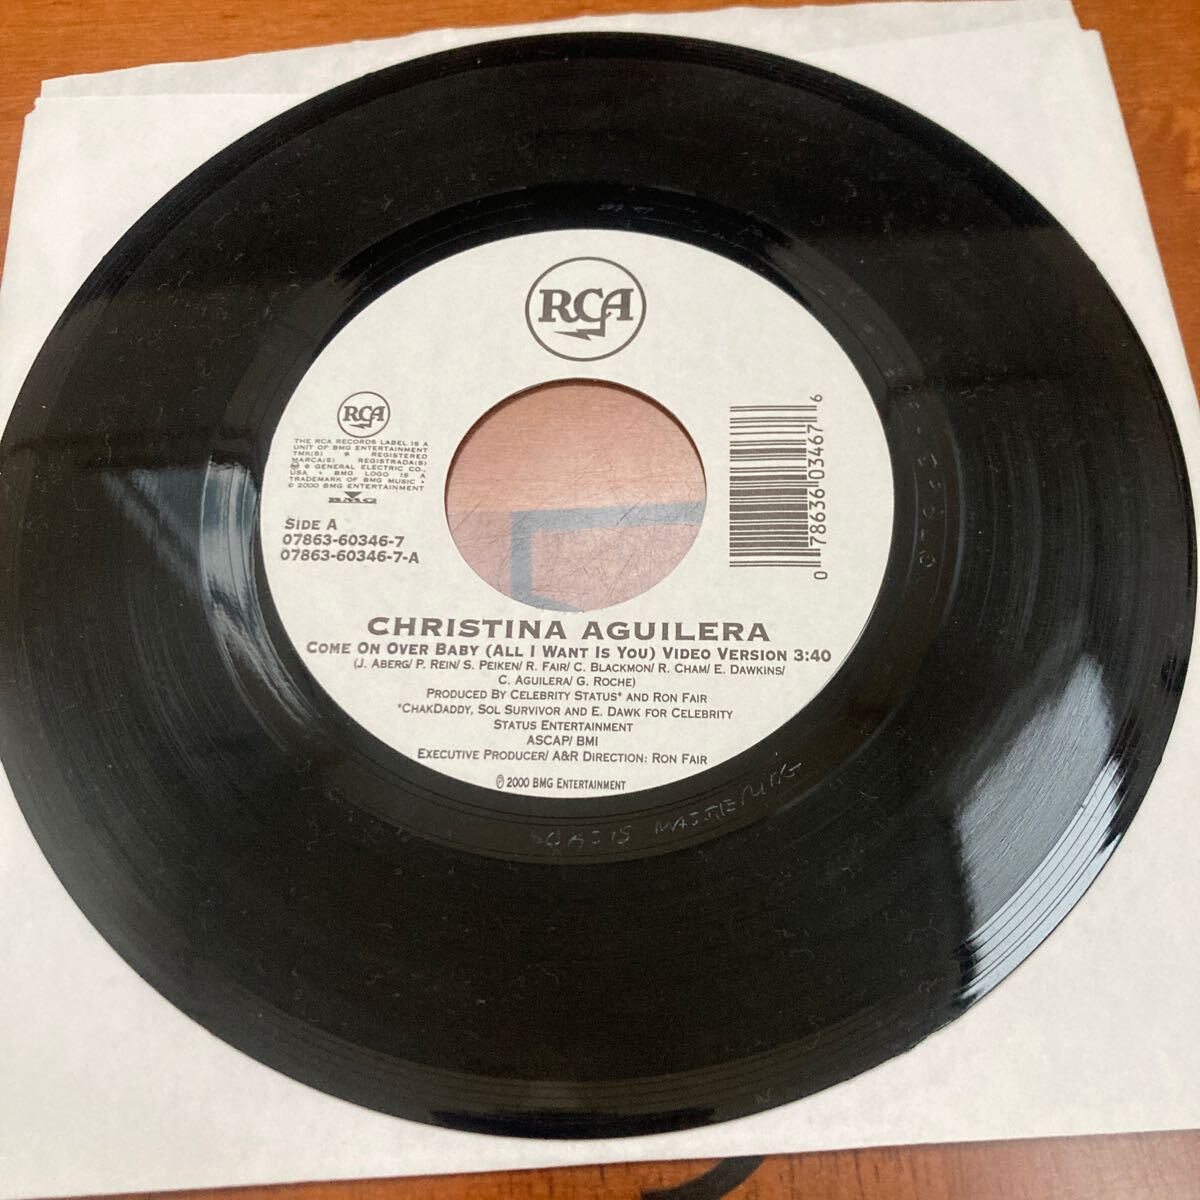 RCA
RCA
THE RCA RECORDS LABEL IS A
UNIT OF BMG ENTERTAINMENT
TMK(S) ® REGISTERED
MARCA(S) REGISTRADA(S)
® GENERAL ELECTRIC CO.,
USA • BMG LOGO IS A
TRADEMARK OF BMG MUSIC •
© 2000 BMG ENTERTAINMENT
BMG
SIDE A
07863-60346-7
07863-60346-7-A
0 78636 03467 6
CHRISTINA AGUILERA
COME ON OVER BABY (ALL I WANT IS YOU) VIDEO VERSION 3:40
(J. ABERG/ P. REIN/ S. PEIKEN/ R. FAIR/ C. BLACKMON/ R. CHAM/ E. DAWKINS/
C. AGUILERA/ G. ROCHE)
PRODUCED BY CELEBRITY STATUS* AND RON FAIR
*CHAKDADDY, SOL SURVIVOR AND E. DAWK FOR CELEBRITY
STATUS ENTERTAINMENT
ASCAP/ BMI
EXECUTIVE PRODUCER/ A&R DIRECTION: RON FAIR
℗ 2000 BMG ENTERTAINMENT
OASIS MASTERING